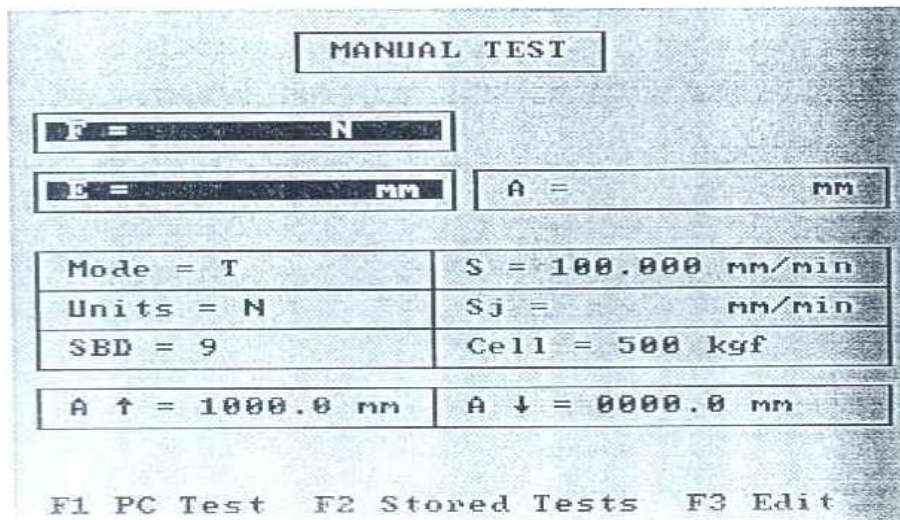 MANUAL TEST
F = N
E = mm
A = mm
Mode = T
S = 100.000 mm/min
Units = N
Sj = mm/min
SBD = 9
Cell = 500 kgf
A ↑ = 1000.0 mm
A ↓ = 0000.0 mm
F1 PC Test F2 Stored Tests F3 Edit